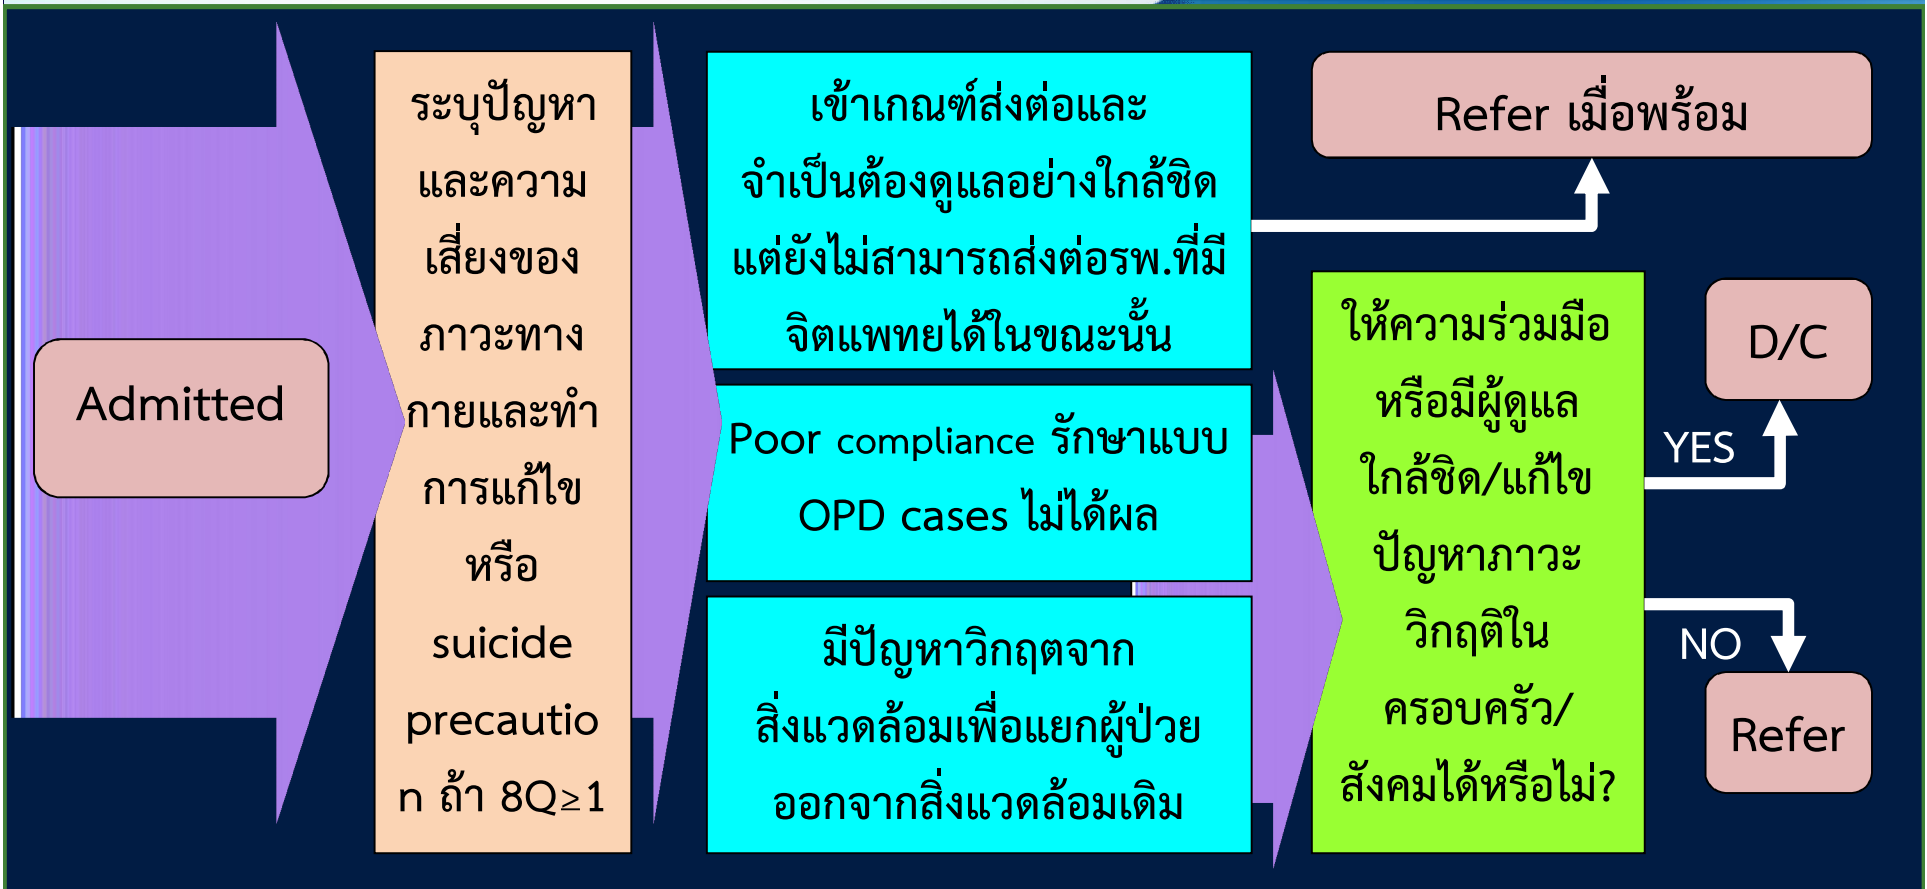 Admitted
ระบุปัญหา
และความ
เสี่ยงของ
ภาวะทาง
กายและทำ
การแก้ไข
หรือ
suicide
precautio
n ถ้า 8Q≥1
เข้าเกณฑ์ส่งต่อและ
จำเป็นต้องดูแลอย่างใกล้ชิด
แต่ยังไม่สามารถส่งต่อรพ.ที่มี
จิตแพทย์ได้ในขณะนั้น
Poor compliance รักษาแบบ
OPD cases ไม่ได้ผล
มีปัญหาวิกฤตจาก
สิ่งแวดล้อมเพื่อแยกผู้ป่วย
ออกจากสิ่งแวดล้อมเดิม
Refer เมื่อพร้อม
ให้ความร่วมมือ
หรือมีผู้ดูแล
ใกล้ชิด/แก้ไข
ปัญหาภาวะ
วิกฤติใน
ครอบครัว/
สังคมได้หรือไม่?
YES
D/C
NO
Refer